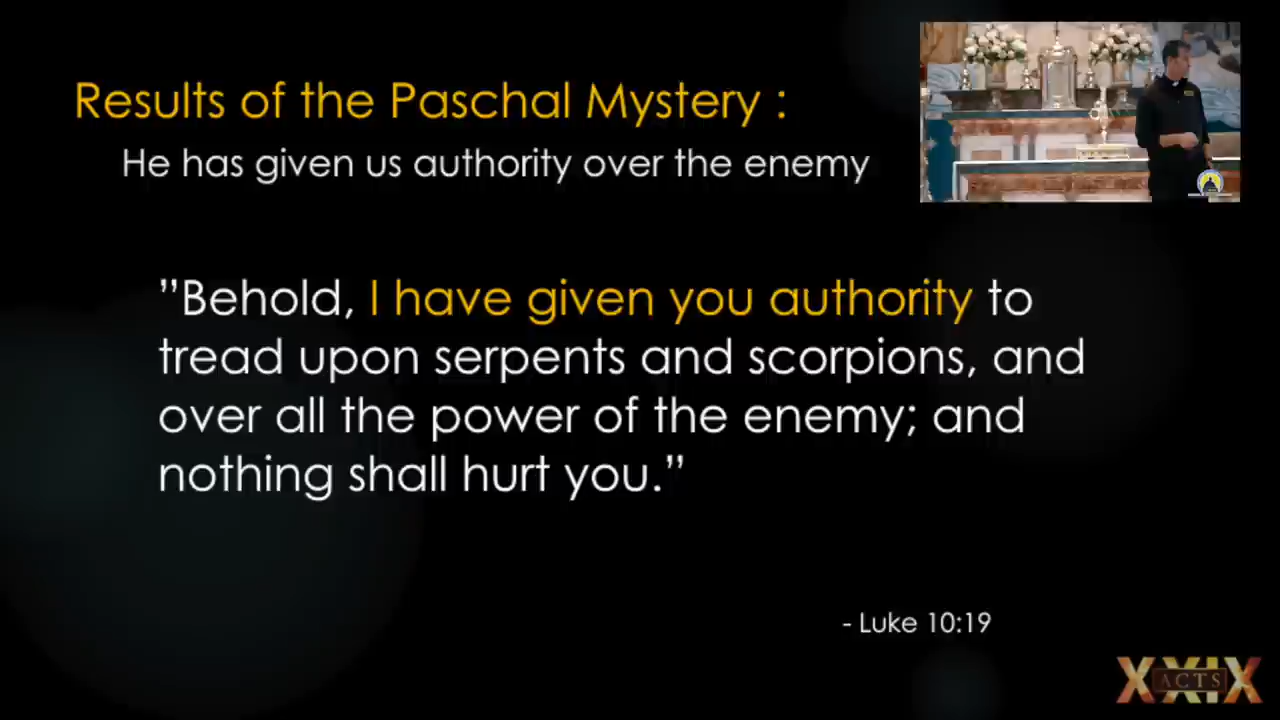 Results of the Paschal Mystery :
He has given us authority over the enemy
”Behold, I have given you authority to
tread upon serpents and scorpions, and
over all the power of the enemy; and
nothing shall hurt you.”
- Luke 10:19
XXIX
ACTS